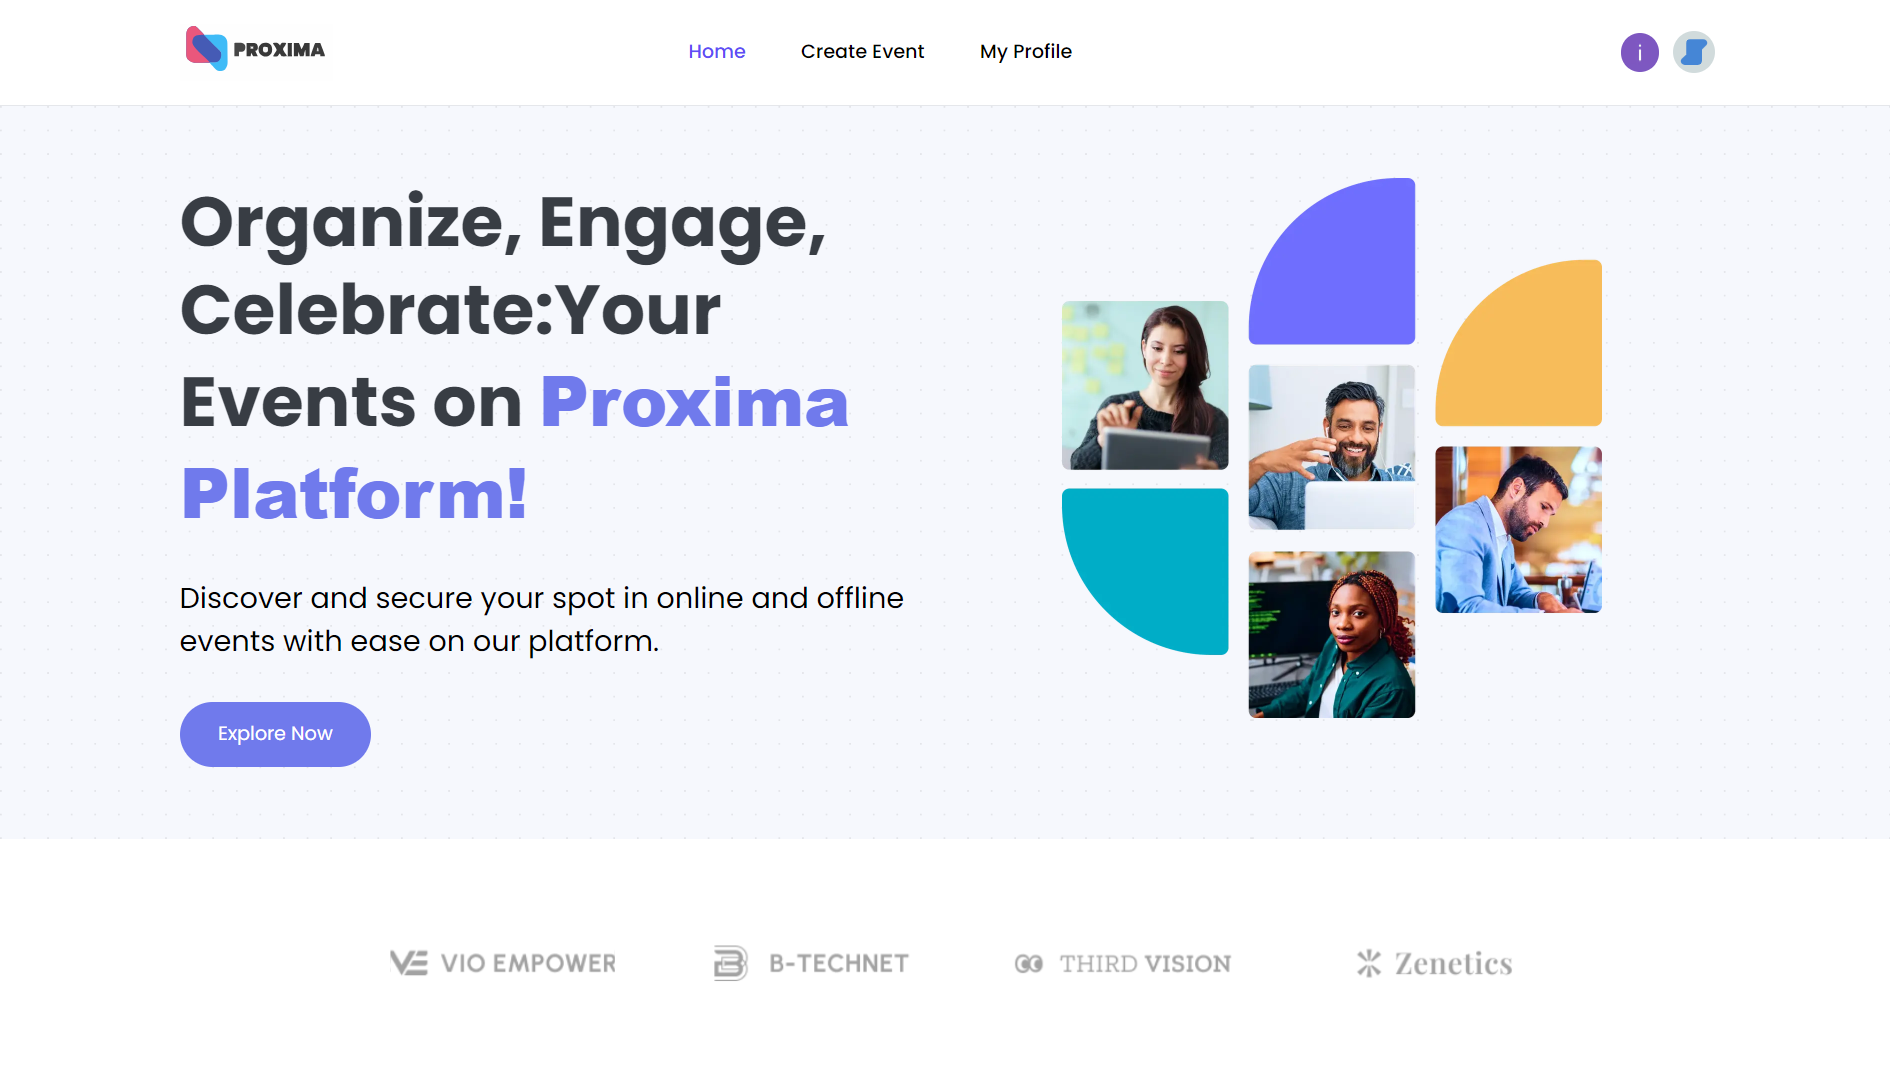 PROXIMA
Home
Create Event
My Profile
i
Organize, Engage,
Celebrate:Your
Events on Proxima
Platform!
Discover and secure your spot in online and offline
events with ease on our platform.
Explore Now
VIO EMPOWER
B-TECHNET
THIRD VISION
Zenetics